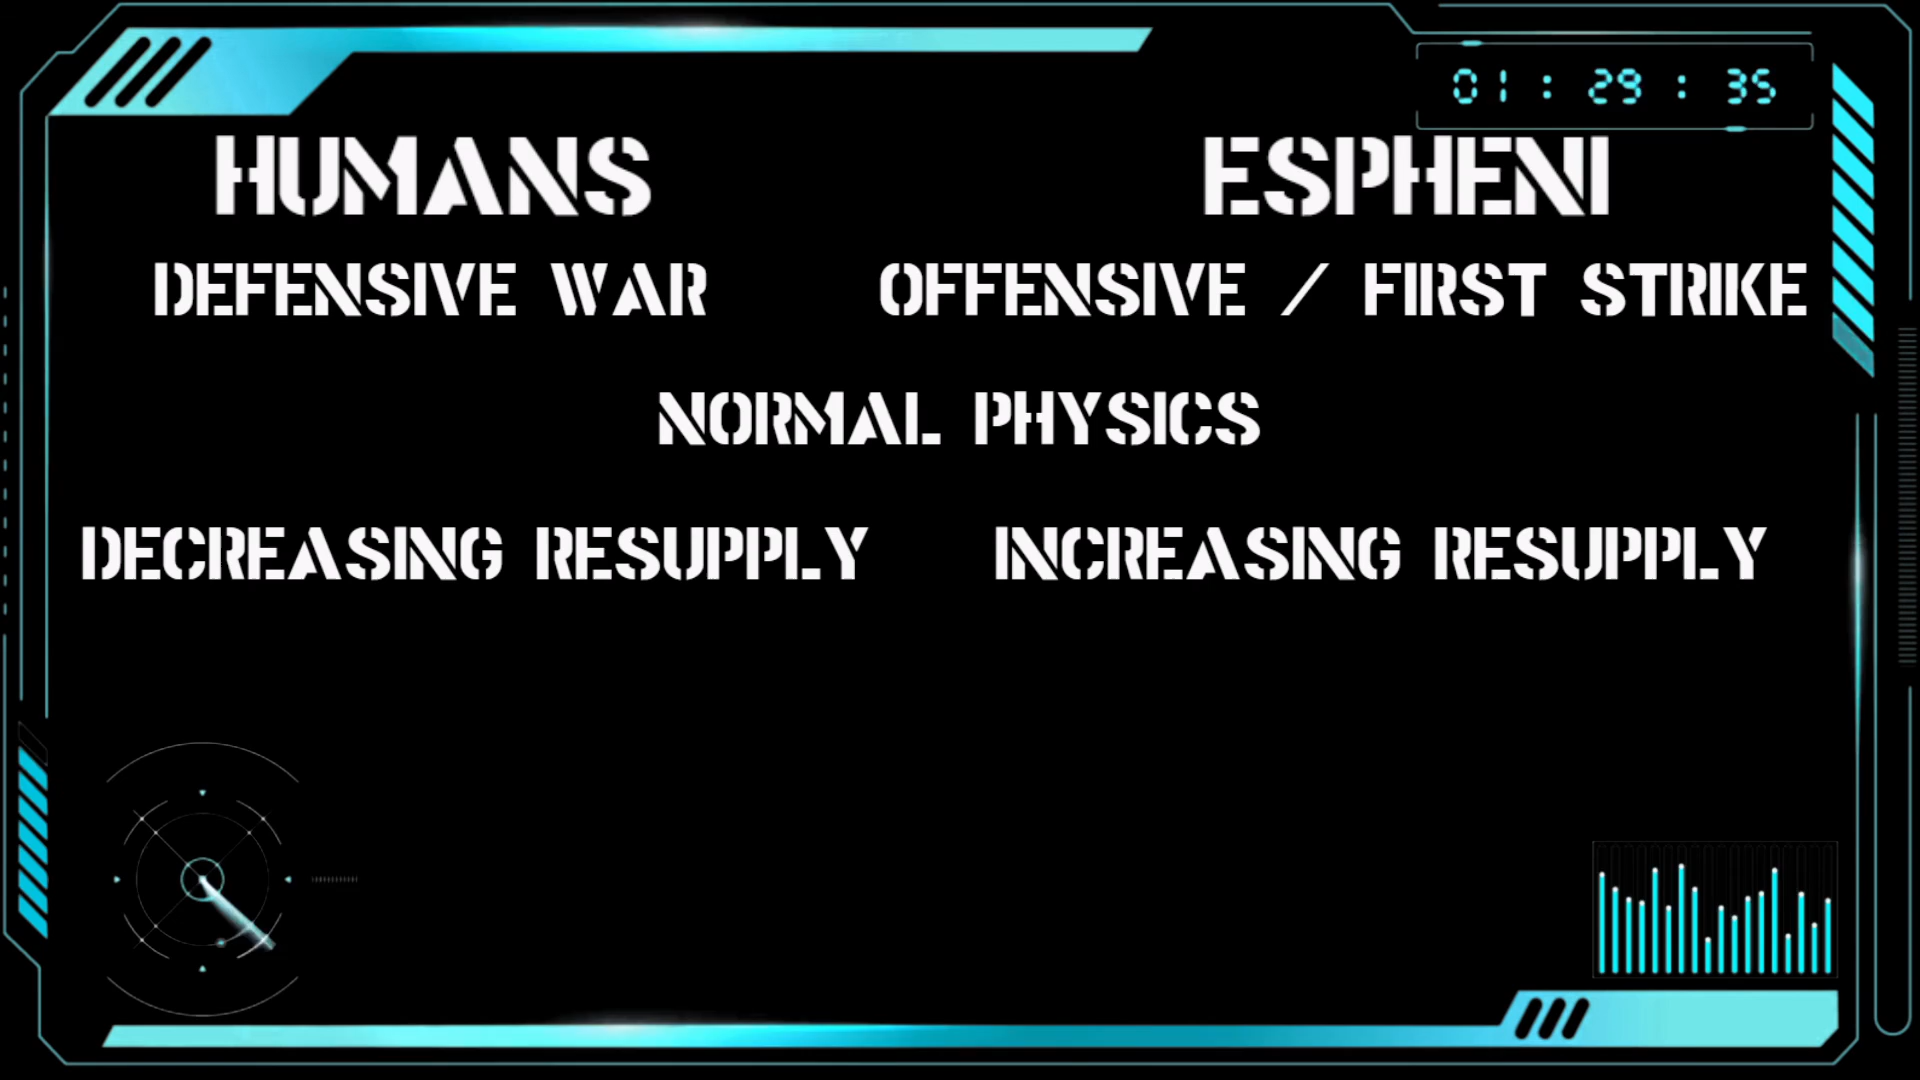 01 : 29 : 35
HUMANS ESPHENI
DEFENSIVE WAR OFFENSIVE / FIRST STRIKE
NORMAL PHYSICS
DECREASING RESUPPLY INCREASING RESUPPLY